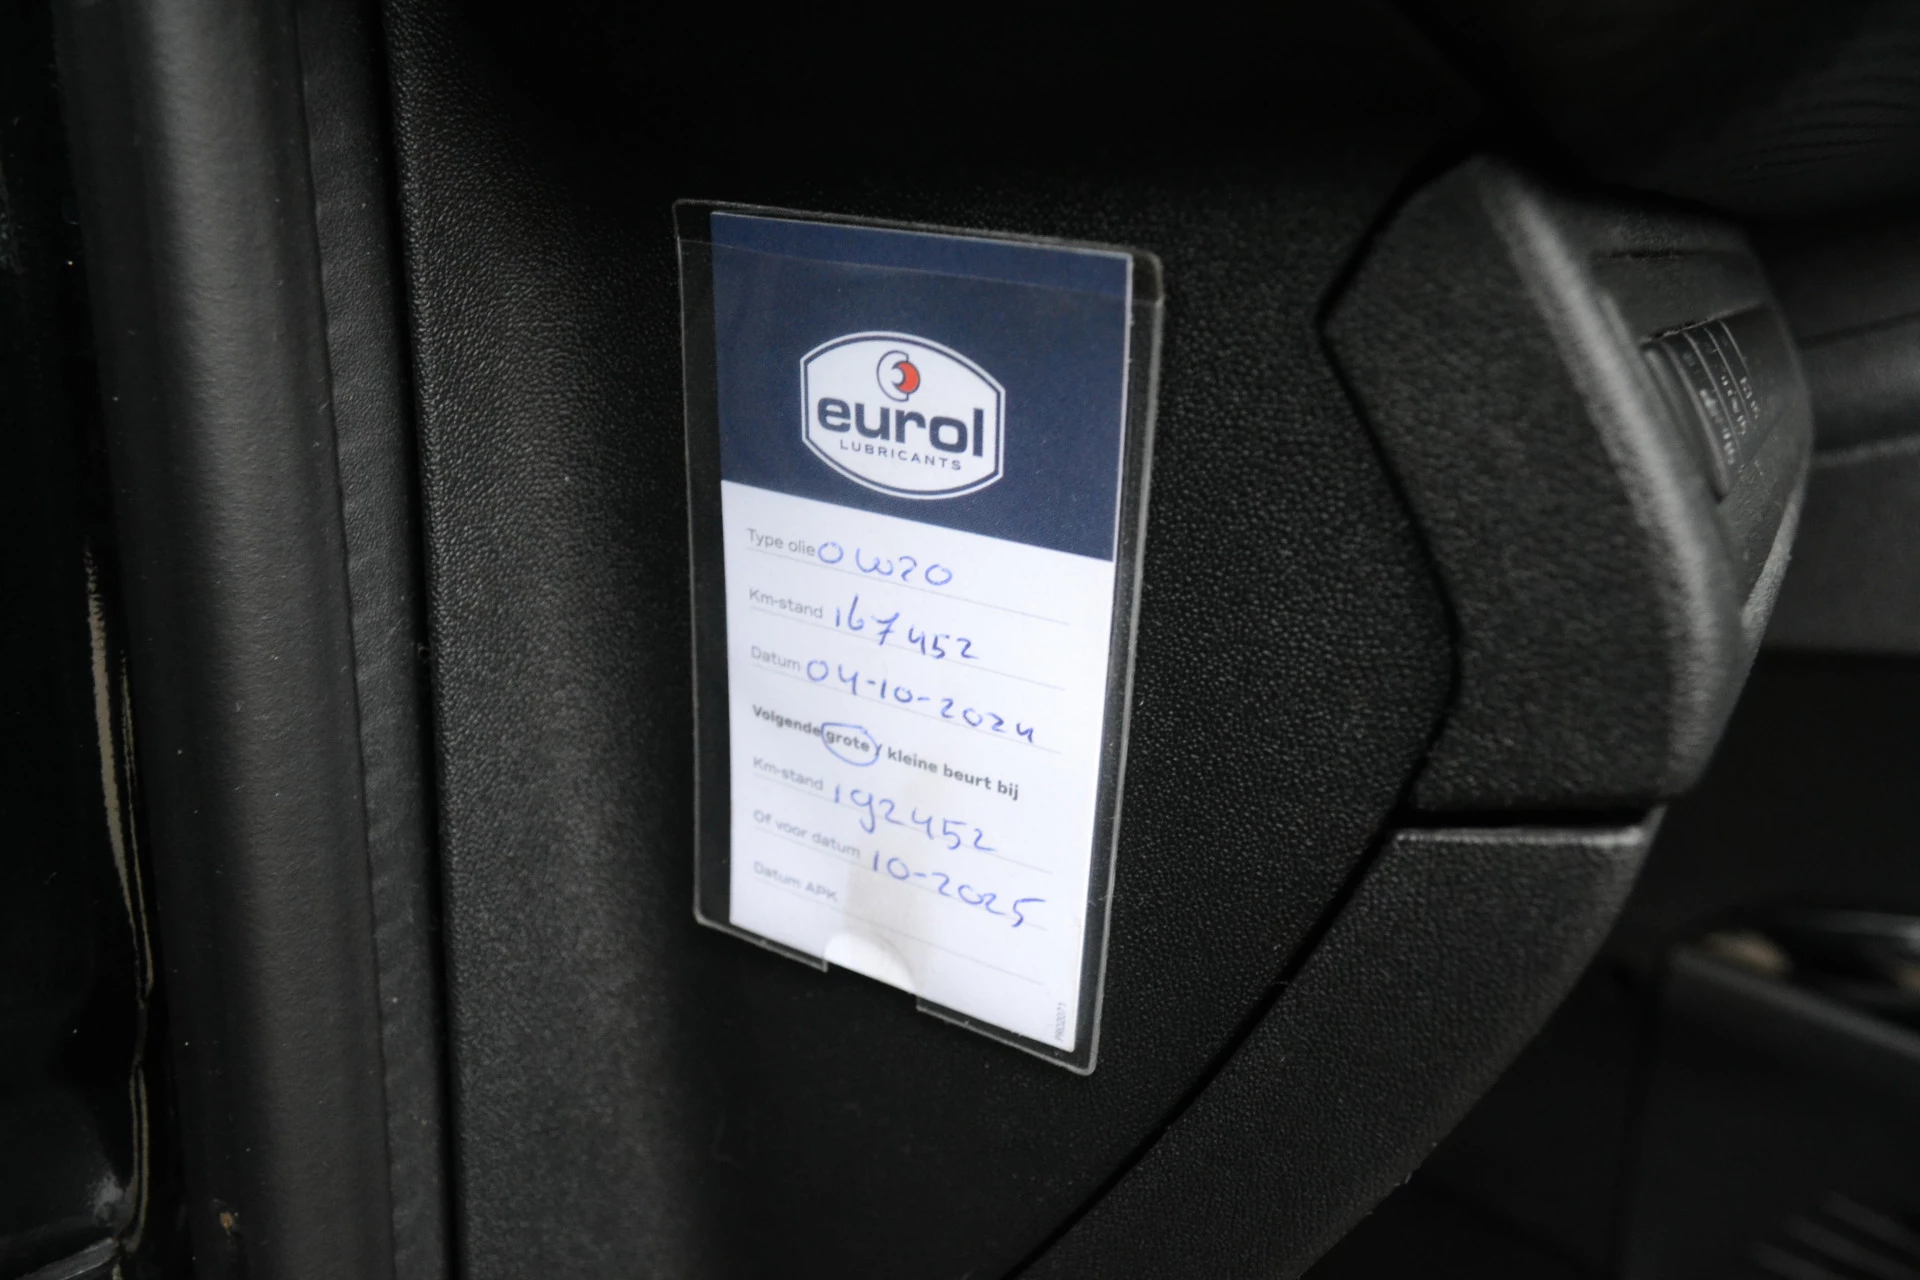 eurol
LUBRICANTS
Type olie 0W20
Km-stand 167452
Datum 04-10-2024
Volgende grote / kleine beurt bij
Km-stand 192452
Of voor datum 10-2025
Datum APK